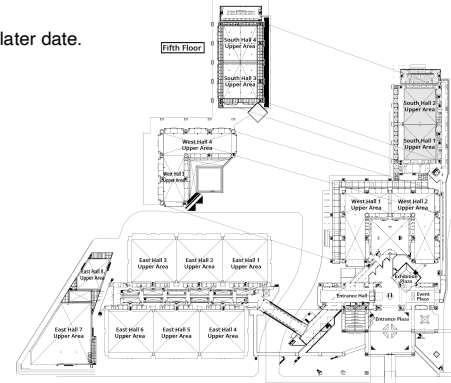 later date.
Fifth Floor
South Hall 4
Upper Area
South Hall 3
Upper Area
South Hall 2
Upper Area
South Hall 1
Upper Area
West Hall 4
Upper Area
West Hall 3
Upper Area
West Hall 1
Upper Area
West Hall 2
Upper Area
East Hall 3
Upper Area
East Hall 2
Upper Area
East Hall 1
Upper Area
East Hall 8
Upper Area
East Hall 7
Upper Area
East Hall 6
Upper Area
East Hall 5
Upper Area
East Hall 4
Upper Area
Exhibition
Plaza
Entrance Hall
Event
Plaza
Entrance Plaza